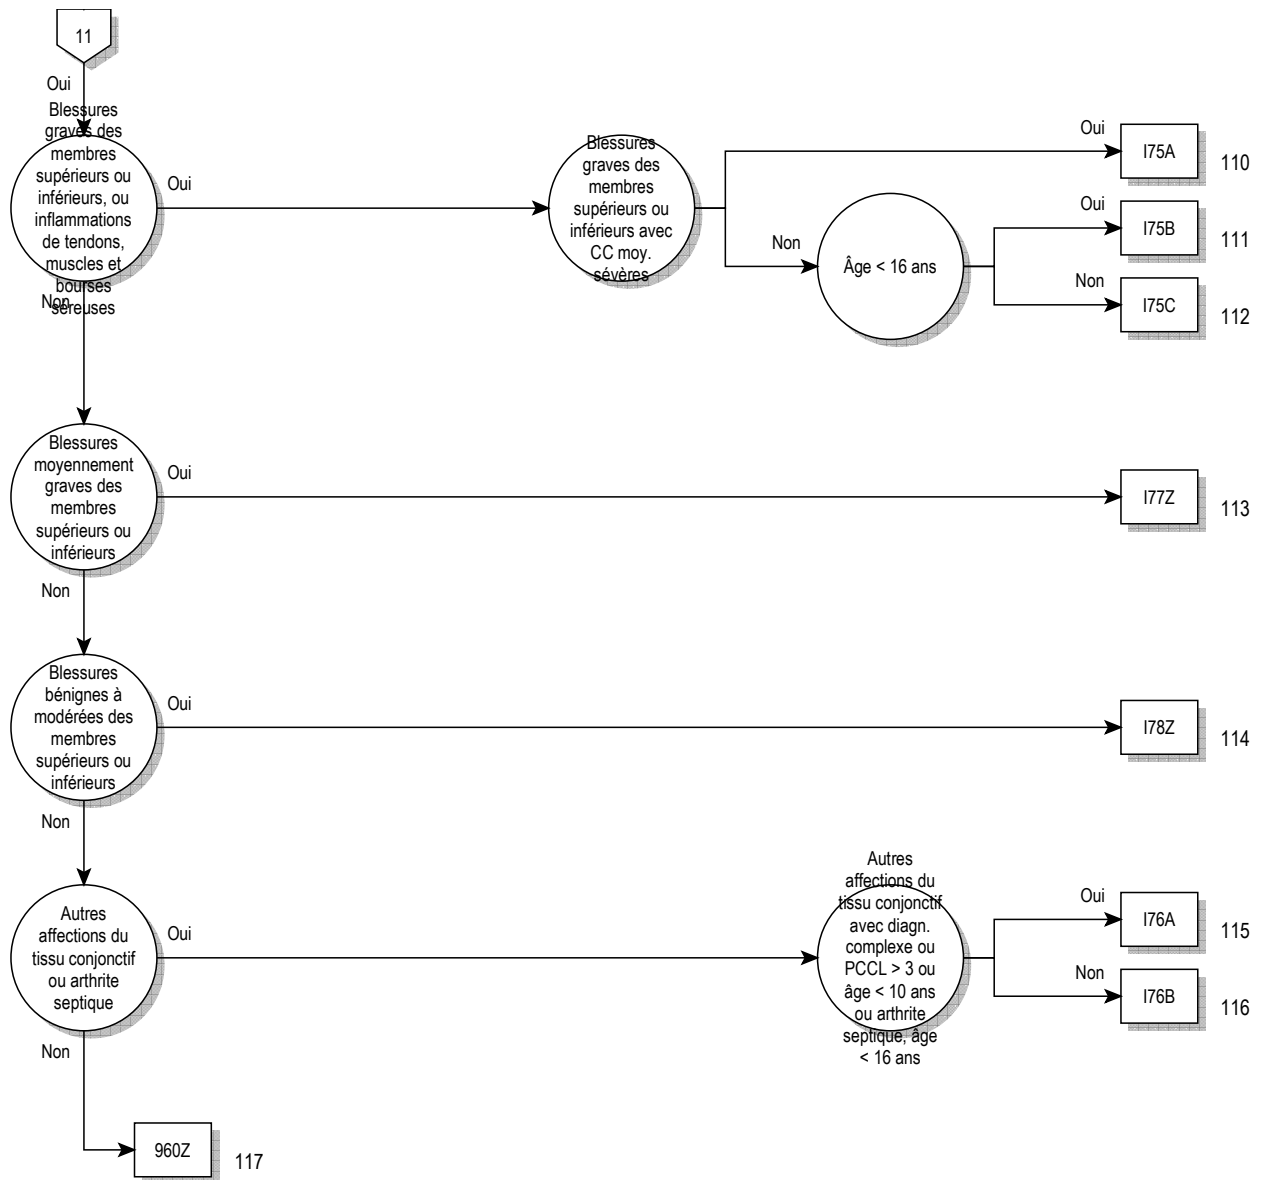 11
Oui
Blessures
graves des
membres
supérieurs ou
inférieurs, ou
inflammations
de tendons,
muscles et
bourses
séreuses
Oui
Non
Blessures
graves des
membres
supérieurs ou
inférieurs avec
CC moy.
sévères
Oui
I75A
110
Non
Âge < 16 ans
Oui
I75B
111
Non
I75C
112
Blessures
moyennement
graves des
membres
supérieurs ou
inférieurs
Oui
I77Z
113
Non
Blessures
bénignes à
modérées des
membres
supérieurs ou
inférieurs
Oui
I78Z
114
Non
Autres
affections du
tissu conjonctif
ou arthrite
septique
Oui
Autres
affections du
tissu conjonctif
avec diagn.
complexe ou
PCCL > 3 ou
âge < 10 ans
ou arthrite
septique, âge
< 16 ans
Oui
I76A
115
Non
I76B
116
Non
960Z
117